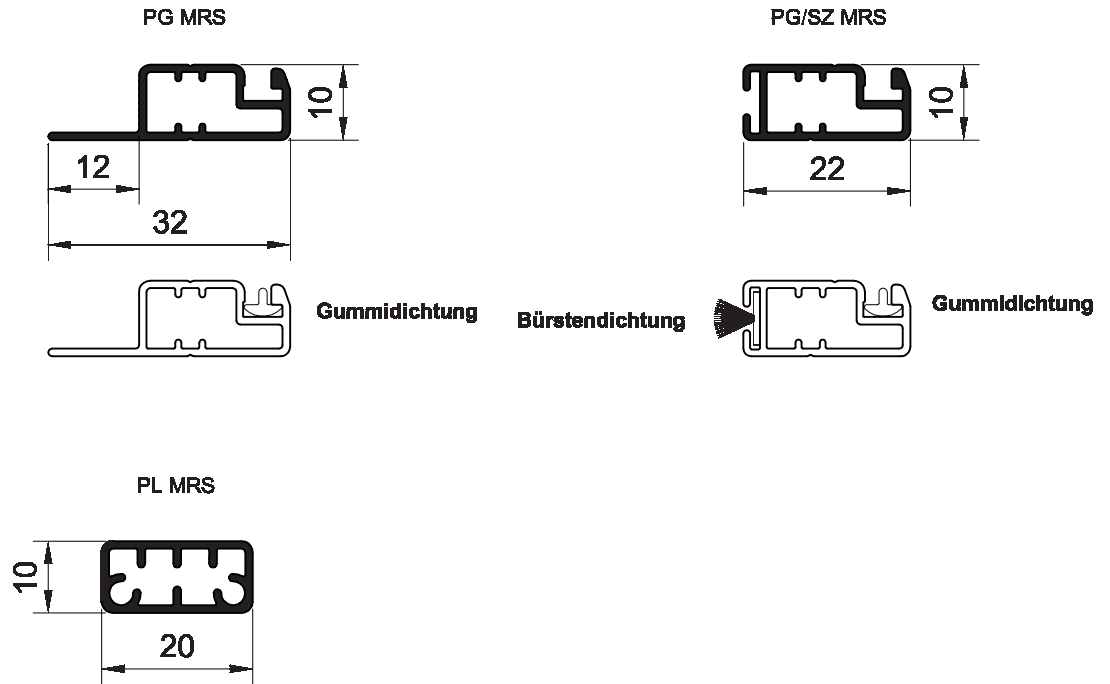 PG MRS
PG/SZ MRS
10
12
32
10
22
Gummidichtung
Bürstendichtung
Gummidichtung
PL MRS
10
20